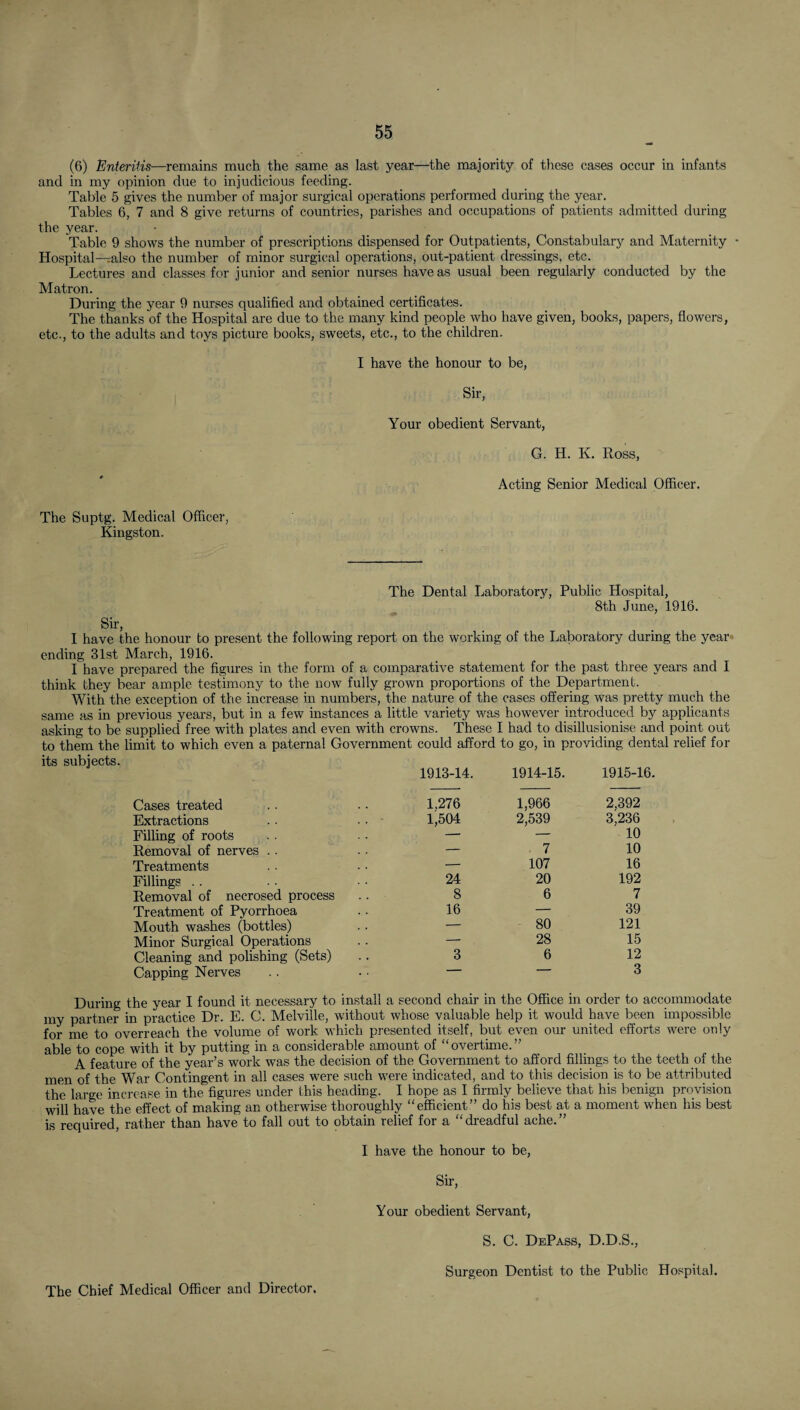 55
(6) Enteritis—remains much the same as last year—the majority of these cases occur in infants
and in my opinion due to injudicious feeding.
Table 5 gives the number of major surgical operations performed during the year.
Tables 6, 7 and 8 give returns of countries, parishes and occupations of patients admitted during
the year.
Table 9 shows the number of prescriptions dispensed for Outpatients, Constabulary and Maternity
Hospital—also the number of minor surgical operations, out-patient dressings, etc.
Lectures and classes for junior and senior nurses have as usual been regularly conducted by the
Matron.
During the year 9 nurses qualified and obtained certificates.
The thanks of the Hospital are due to the many kind people who have given, books, papers, flowers,
etc., to the adults and toys picture books, sweets, etc., to the children.
I have the honour to be,
Sir,
Your obedient Servant,
G. H. K. Ross,
Acting Senior Medical Officer.
The Suptg. Medical Officer,
Kingston.
The Dental Laboratory, Public Hospital,
8th June, 1916.
Sir,
I have the honour to present the following report on the working of the Laboratory during the year
ending 31st March, 1916.
I have prepared the figures in the form of a comparative statement for the past three years and I
think they bear ample testimony to the now fully grown proportions of the Department.
With the exception of the increase in numbers, the nature of the cases offering was pretty much the
same as in previous years, but in a few instances a little variety was however introduced by applicants
asking to be supplied free with plates and even with crowns. These I had to disillusionise and point out
to them the limit to which even a paternal Government could afford to go, in providing dental relief for
its subjects.
1913-14. 1914-15. 1915-16.
Cases treated .. .. 1,276 1,966 2,392
Extractions .. .. 1,504 2,539 3,236
Filling of roots .. .. — — 10
Removal of nerves .. .. — 7 10
Treatments .. .. — 107 16
Fillings .. .. .. 24 20 192
Removal of necrosed process .. 8 6 7
Treatment of Pyorrhoea .. 16 — 39
Mouth washes (bottles) .. — 80 121
Minor Surgical Operations .. — 28 15
Cleaning and polishing (Sets) .. 3 6 12
Capping Nerves .. .. — — 3
During the year I found it necessary to install a second chair in the Office in order to accommodate
my partner in practice Dr. E. C. Melville, without whose valuable help it would have been impossible
for me to overreach the volume of work which presented itself, but even our united efforts were only
able to cope with it by putting in a considerable amount of "overtime."
A feature of the year's work was the decision of the Government to afford fillings to the teeth of the
men of the War Contingent in all cases were such were indicated, and to this decision is to be attributed
the large increase in the figures under this heading. I hope as I firmly believe that his benign provision
will have the effect of making an otherwise thoroughly "efficient" do his best at a moment when his best
is required, rather than have to fall out to obtain relief for a "dreadful ache."
I have the honour to be,
Sir,
Your obedient Servant,
S. C. DePass, D.D.S.,
Surgeon Dentist to the Public Hospital.
The Chief Medical Officer and Director.